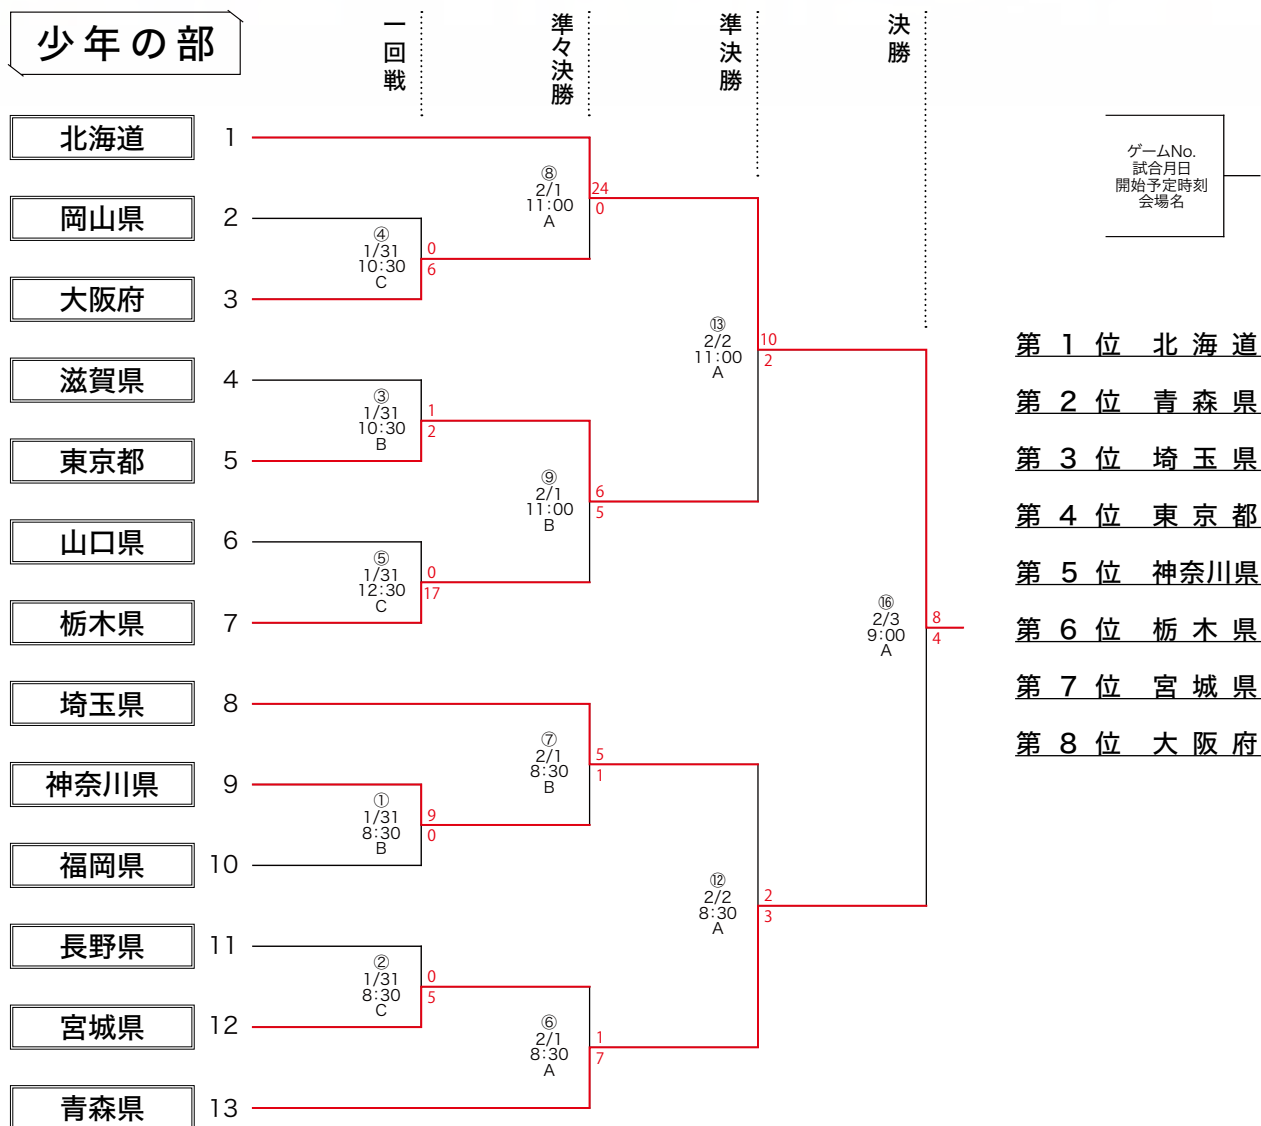 少年の部
一回戦
準々決勝
準決勝
決勝
ゲームNo.
試合月日
開始予定時刻
会場名
北海道 1
岡山県 2
大阪府 3
滋賀県 4
東京都 5
山口県 6
栃木県 7
埼玉県 8
神奈川県 9
福岡県 10
長野県 11
宮城県 12
青森県 13
④
1/31
10:30
C
0
6
③
1/31
10:30
B
1
2
⑤
1/31
12:30
C
0
17
①
1/31
8:30
B
9
0
②
1/31
8:30
C
0
5
⑧
2/1
11:00
A
24
0
⑨
2/1
11:00
B
6
5
⑦
2/1
8:30
B
5
1
⑥
2/1
8:30
A
1
7
⑬
2/2
11:00
A
10
2
⑫
2/2
8:30
A
2
3
⑯
2/3
9:00
A
8
4
第1位 北海道
第2位 青森県
第3位 埼玉県
第4位 東京都
第5位 神奈川県
第6位 栃木県
第7位 宮城県
第8位 大阪府